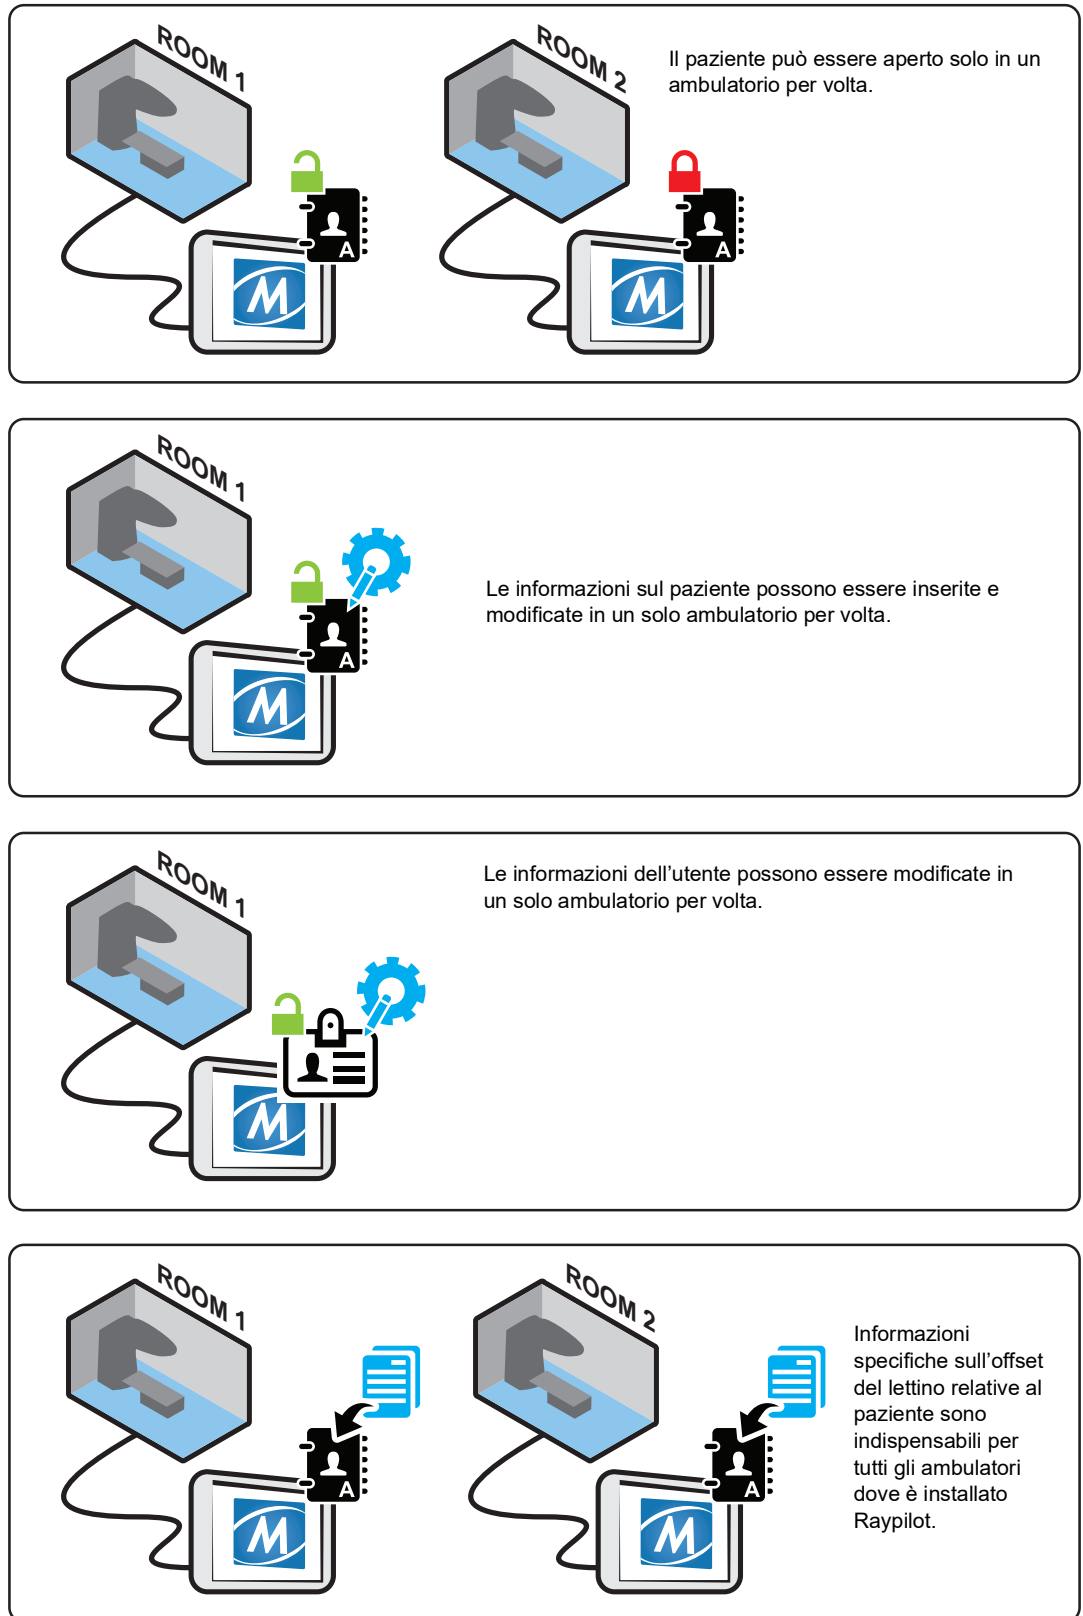 ROOM 1
ROOM 2
Il paziente può essere aperto solo in un
ambulatorio per volta.
A
A
M
M
ROOM 1
Le informazioni sul paziente possono essere inserite e
modificate in un solo ambulatorio per volta.
A
M
ROOM 1
Le informazioni dell’utente possono essere modificate in
un solo ambulatorio per volta.
M
ROOM 1
ROOM 2
Informazioni
specifiche sull’offset
del lettino relative al
paziente sono
indispensabili per
tutti gli ambulatori
dove è installato
Raypilot.
A
A
M
M